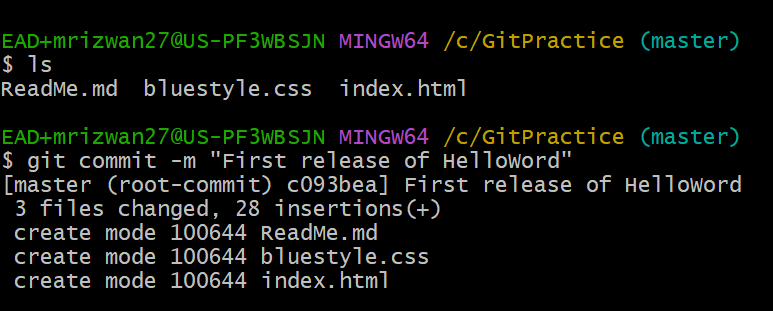 EAD+mrizwan27@US-PF3WBSJN MINGW64 /c/GitPractice (master)
$ ls
ReadMe.md  bluestyle.css  index.html
EAD+mrizwan27@US-PF3WBSJN MINGW64 /c/GitPractice (master)
$ git commit -m "First release of HelloWord"
[master (root-commit) c093bea] First release of HelloWord
 3 files changed, 28 insertions(+)
 create mode 100644 ReadMe.md
 create mode 100644 bluestyle.css
 create mode 100644 index.html